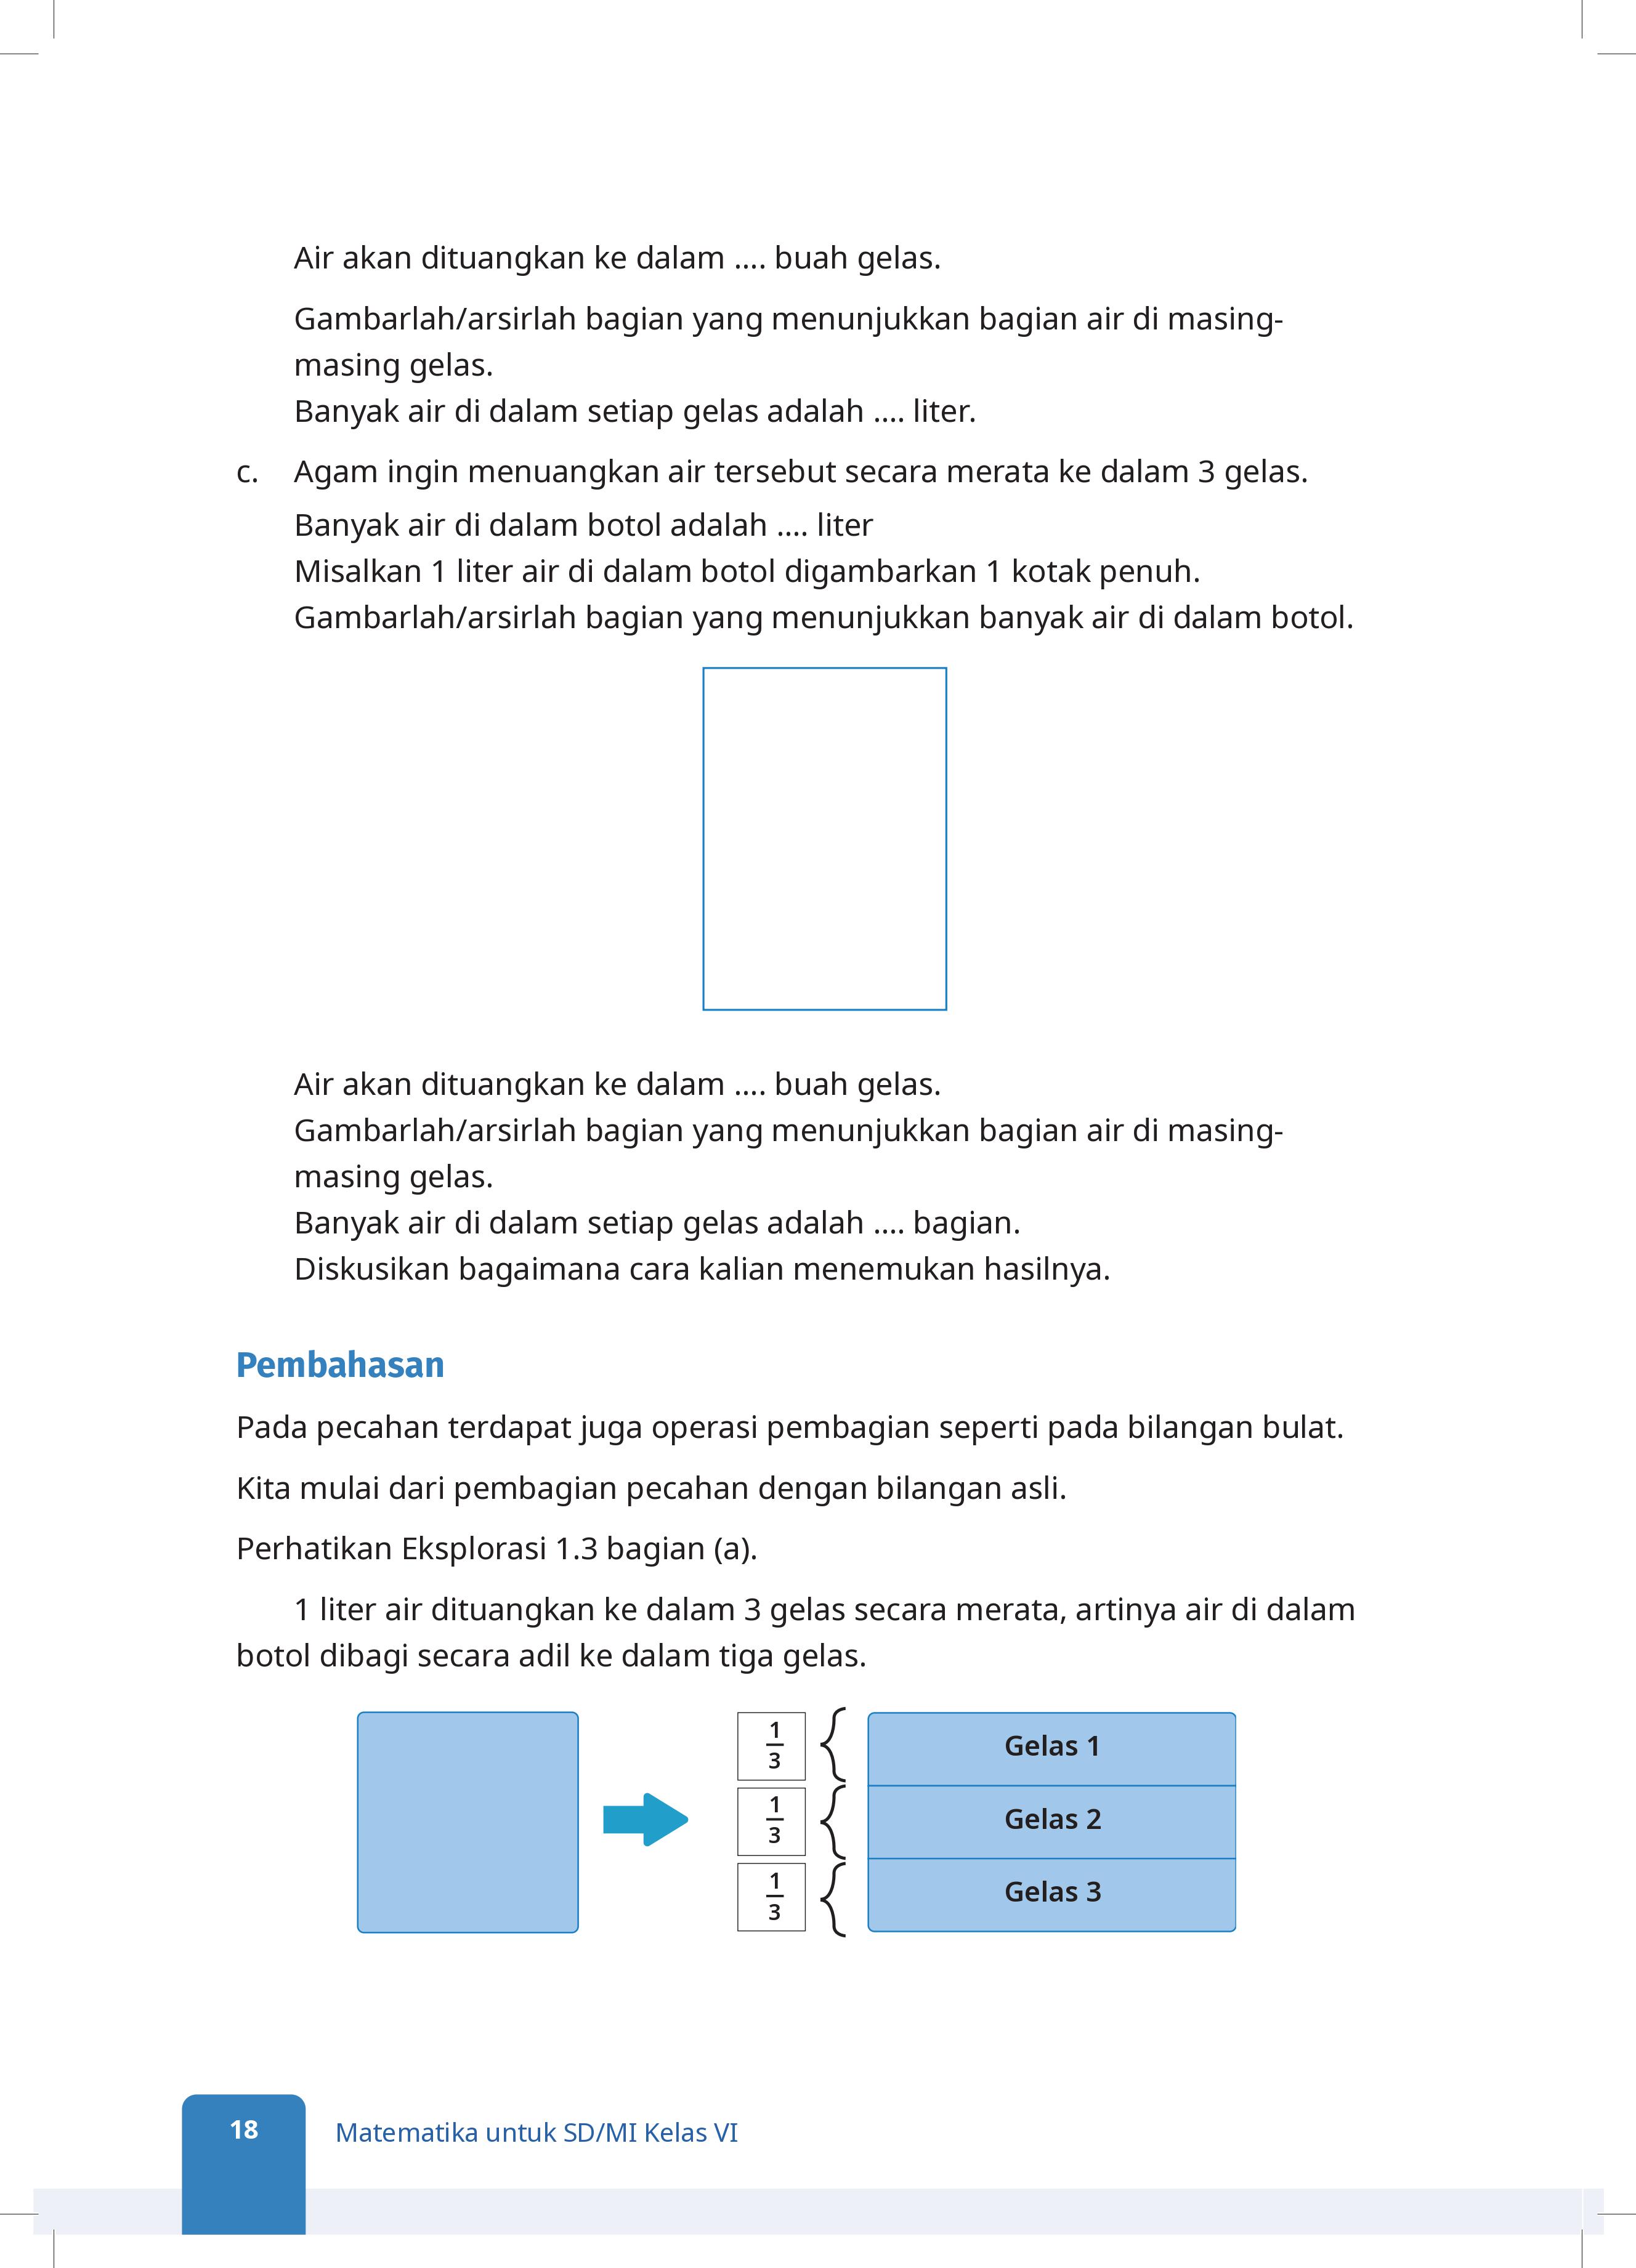 Air akan dituangkan ke dalam .... buah gelas.
Gambarlah/arsirlah bagian yang menunjukkan bagian air di masing-
masing gelas.
Banyak air di dalam setiap gelas adalah .... liter.
c. Agam ingin menuangkan air tersebut secara merata ke dalam 3 gelas.
Banyak air di dalam botol adalah .... liter
Misalkan 1 liter air di dalam botol digambarkan 1 kotak penuh.
Gambarlah/arsirlah bagian yang menunjukkan banyak air di dalam botol.
Air akan dituangkan ke dalam .... buah gelas.
Gambarlah/arsirlah bagian yang menunjukkan bagian air di masing-
masing gelas.
Banyak air di dalam setiap gelas adalah .... bagian.
Diskusikan bagaimana cara kalian menemukan hasilnya.
Pembahasan
Pada pecahan terdapat juga operasi pembagian seperti pada bilangan bulat.
Kita mulai dari pembagian pecahan dengan bilangan asli.
Perhatikan Eksplorasi 1.3 bagian (a).
1 liter air dituangkan ke dalam 3 gelas secara merata, artinya air di dalam
botol dibagi secara adil ke dalam tiga gelas.
1/3 Gelas 1
1/3 Gelas 2
1/3 Gelas 3
18 Matematika untuk SD/MI Kelas VI